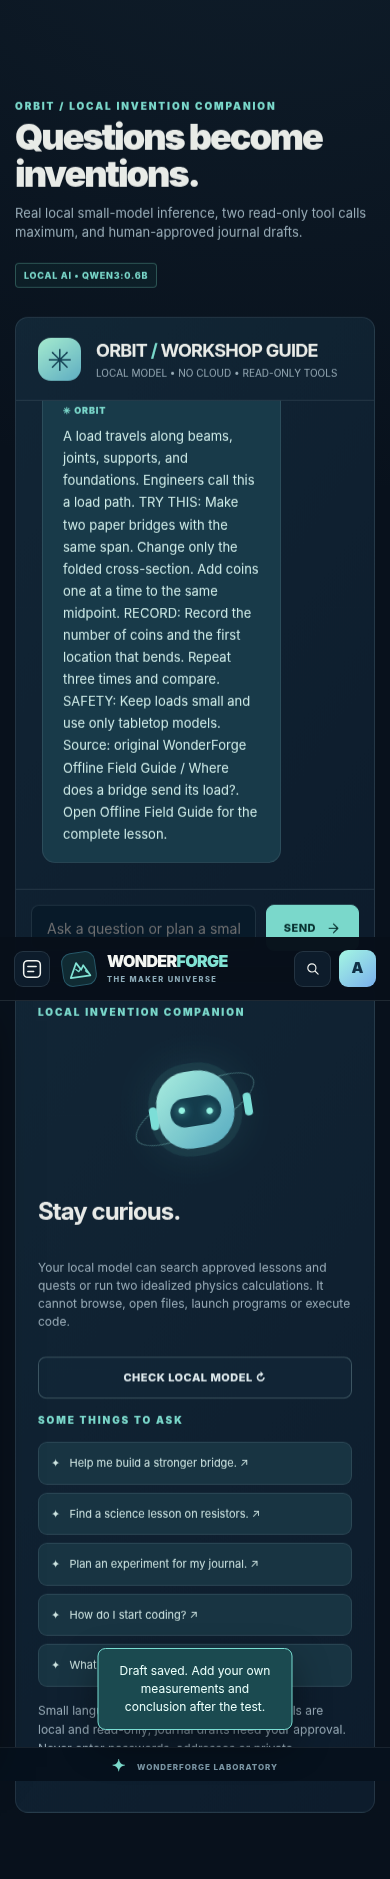 ORBIT / LOCAL INVENTION COMPANION
Questions become
inventions.
Real local small-model inference, two read-only tool calls
maximum, and human-approved journal drafts.
LOCAL AI • QWEN3:0.6B
ORBIT / WORKSHOP GUIDE
LOCAL MODEL • NO CLOUD • READ-ONLY TOOLS
✳ ORBIT
A load travel along beams,
joints, supports, and
foundations. Engineers call this
a load path. TRY THIS: Make
two paper bridges with the
same span. Change only the
folded cross-section. Add coins
one at a time to the same
midpoint. RECORD: Record the
number of coins and the first
location that bends. Repeat
three times and compare.
SAFETY: Keep loads small and
use only tabletop models.
Source: original WonderForge
Offline Field Guide / Where
does a bridge send its load?.
Open Offline Field Guide for the
complete lesson.
Ask a question or plan a smal
SEND →
WONDERFORGE
THE MAKER UNIVERSE
A
LOCAL INVENTION COMPANION
Stay curious.
Your local model can search approved lessons and
quests or run two idealized physics calculations. It
cannot browse, open files, launch programs or execute
code.
CHECK LOCAL MODEL ↻
SOME THINGS TO ASK
✦ Help me build a stronger bridge. ↗
✦ Find a science lesson on resistors. ↗
✦ Plan an experiment for my journal. ↗
✦ How do I start coding? ↗
✦ What
Draft saved. Add your own
measurements and
conclusion after the test.
Small lang
ls are
local and read-only; journal drafts need your approval.
WONDERFORGE LABORATORY